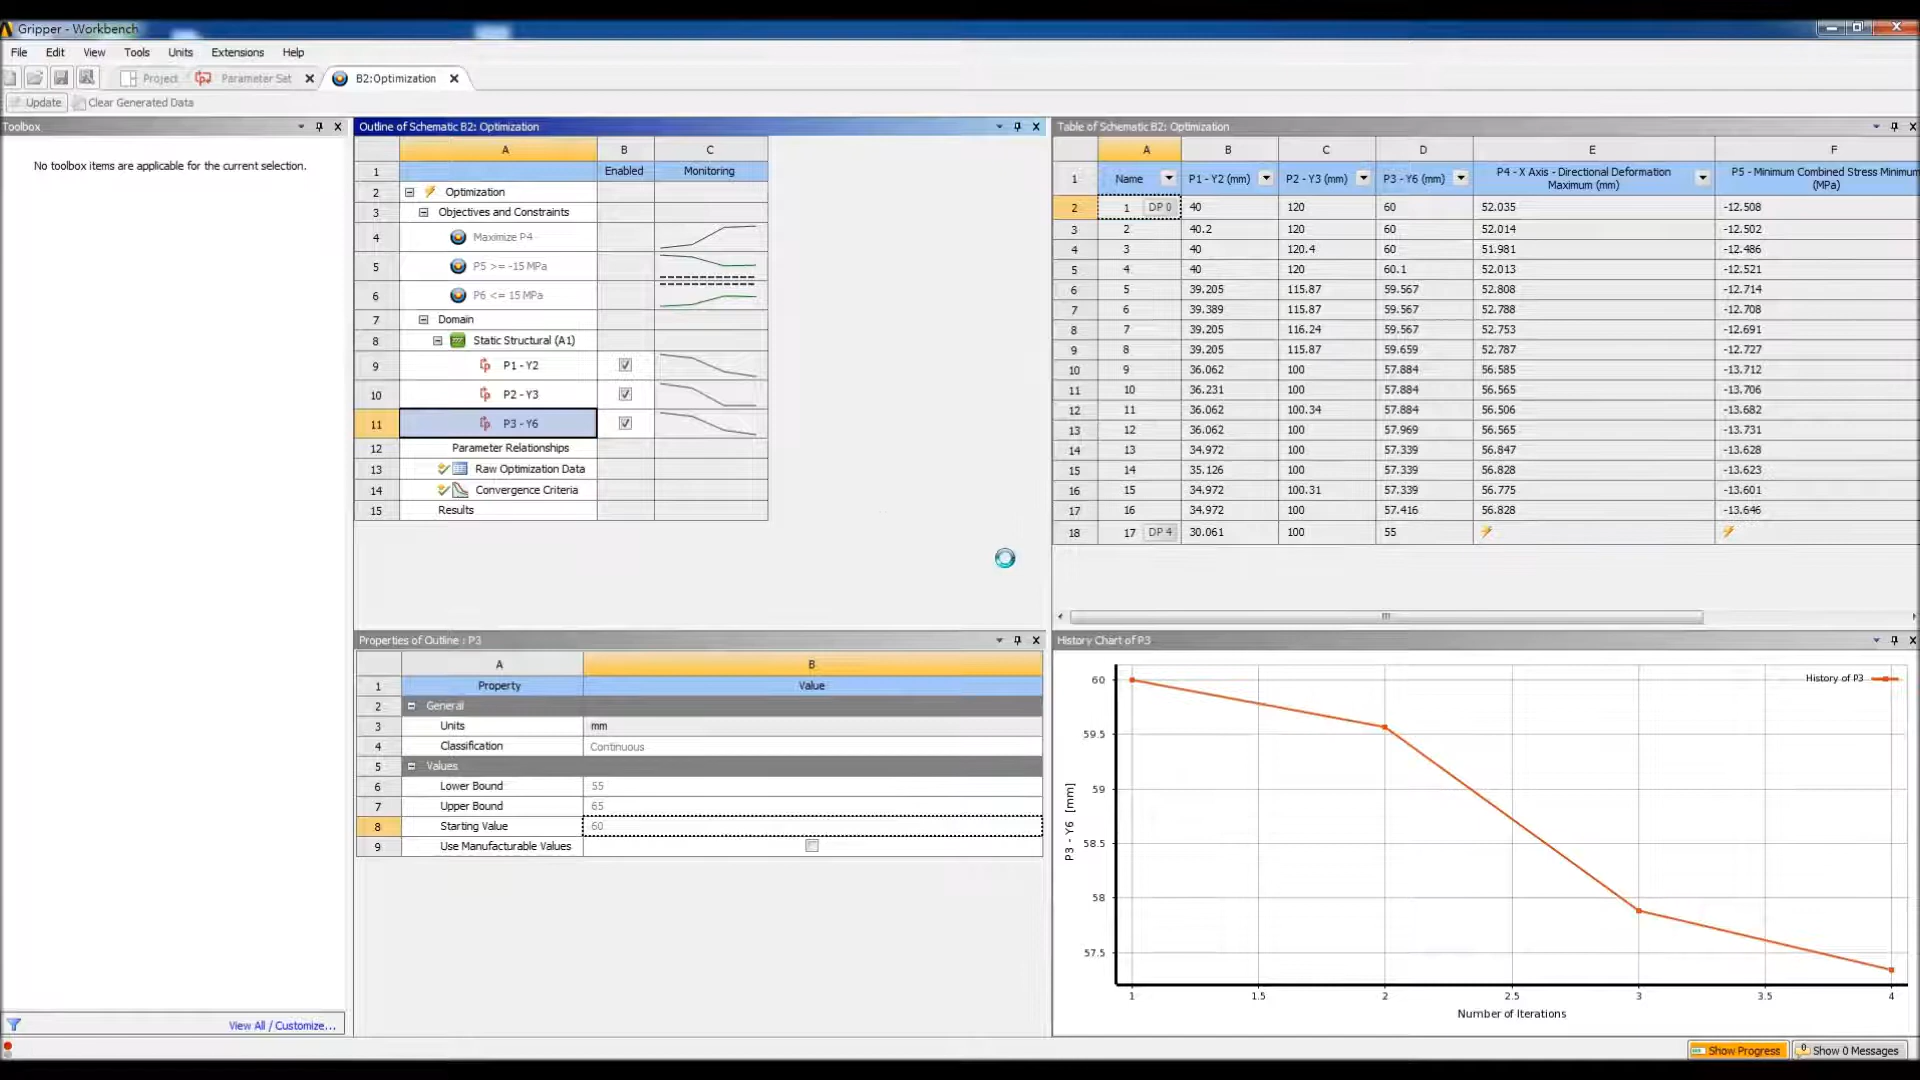 Gripper - Workbench
File Edit View Tools Units Extensions Help
Project Parameter Set B2:Optimization
Update Clear Generated Data
Toolbox
No toolbox items are applicable for the current selection.
View All / Customize...
Outline of Schematic B2: Optimization
A B C
1 Enabled Monitoring
2 Optimization
3 Objectives and Constraints
4 Maximize P4
5 P5 >= -15 MPa
6 P6 <= 15 MPa
7 Domain
8 Static Structural (A1)
9 P1 - Y2
10 P2 - Y3
11 P3 - Y6
12 Parameter Relationships
13 Raw Optimization Data
14 Convergence Criteria
15 Results
Table of Schematic B2: Optimization
A B C D E F
1 Name P1 - Y2 (mm) P2 - Y3 (mm) P3 - Y6 (mm) P4 - X Axis - Directional Deformation Maximum (mm) P5 - Minimum Combined Stress Minimum (MPa)
2 1 DP 0 40 120 60 52.035 -12.508
3 2 40.2 120 60 52.014 -12.502
4 3 40 120.4 60 51.981 -12.486
5 4 40 120 60.1 52.013 -12.521
6 5 39.205 115.87 59.567 52.808 -12.714
7 6 39.389 115.87 59.567 52.788 -12.708
8 7 39.205 116.24 59.567 52.753 -12.691
9 8 39.205 115.87 59.659 52.787 -12.727
10 9 36.062 100 57.884 56.585 -13.712
11 10 36.231 100 57.884 56.565 -13.706
12 11 36.062 100.34 57.884 56.506 -13.682
13 12 36.062 100 57.969 56.565 -13.731
14 13 34.972 100 57.339 56.847 -13.628
15 14 35.126 100 57.339 56.828 -13.623
16 15 34.972 100.31 57.339 56.775 -13.601
17 16 34.972 100 57.416 56.828 -13.646
18 17 DP 4 30.061 100 55
Properties of Outline : P3
A B
1 Property Value
2 General
3 Units mm
4 Classification Continuous
5 Values
6 Lower Bound 55
7 Upper Bound 65
8 Starting Value 60
9 Use Manufacturable Values
History Chart of P3
History of P3
60
59.5
59
58.5
58
57.5
P3 - Y6 [mm]
1 1.5 2 2.5 3 3.5 4
Number of Iterations
Show Progress Show 0 Messages